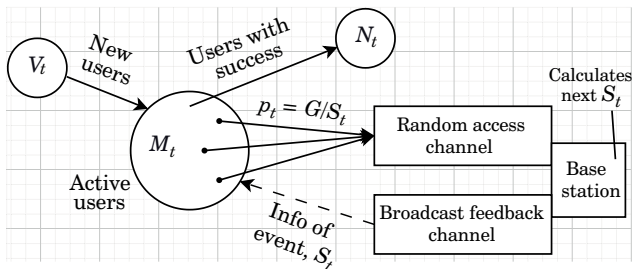 V_t
New
users
Users with
success
N_t
Calculates
next S_t
p_t = G/S_t
M_t
Random access
channel
Base
station
Active
users
Broadcast feedback
channel
Info of
event, S_t